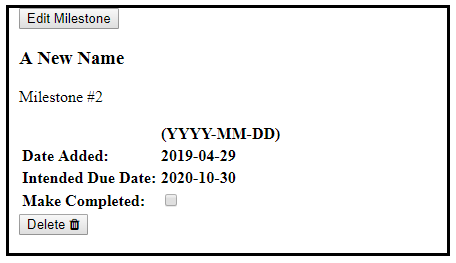 Edit Milestone
A New Name
Milestone #2
(YYYY-MM-DD)
Date Added: 2019-04-29
Intended Due Date: 2020-10-30
Make Completed:
Delete